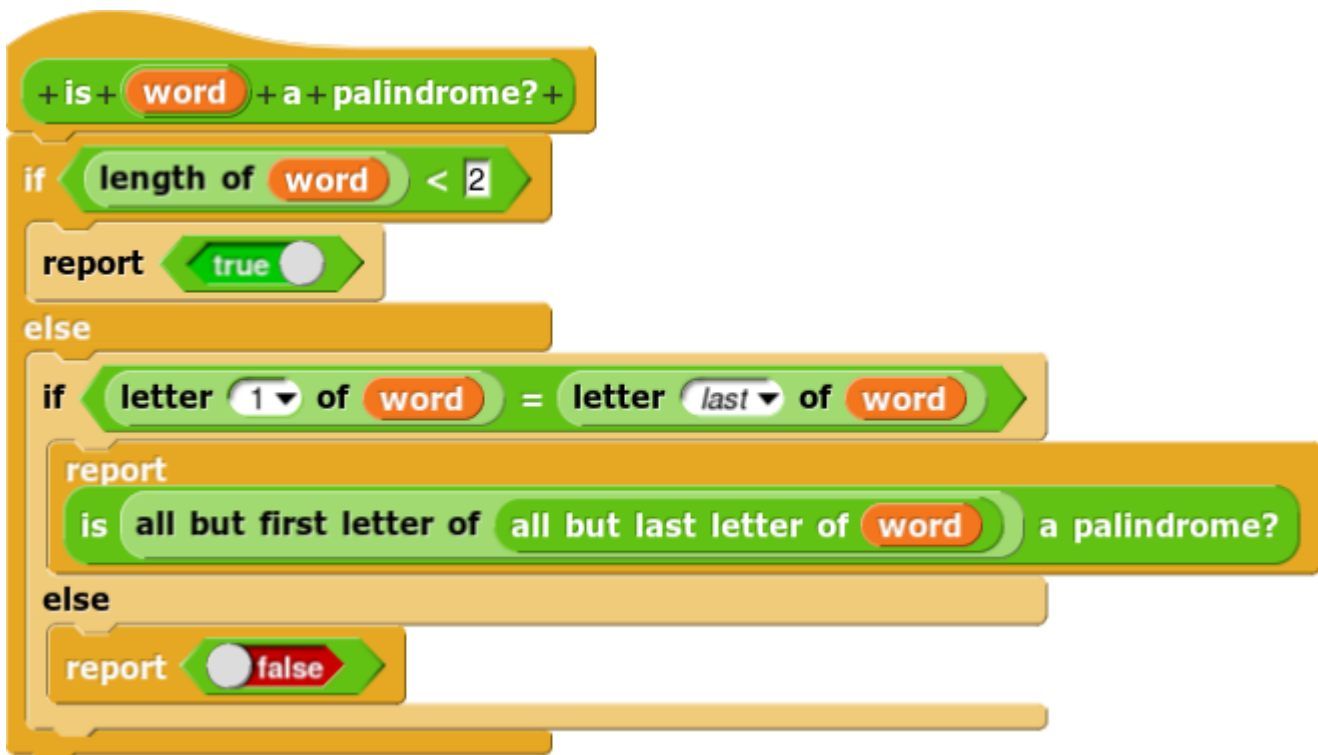 +is+ word +a+palindrome?+
if length of word < 2
report true
else
if letter 1 of word = letter last of word
report
is all but first letter of all but last letter of word a palindrome?
else
report false